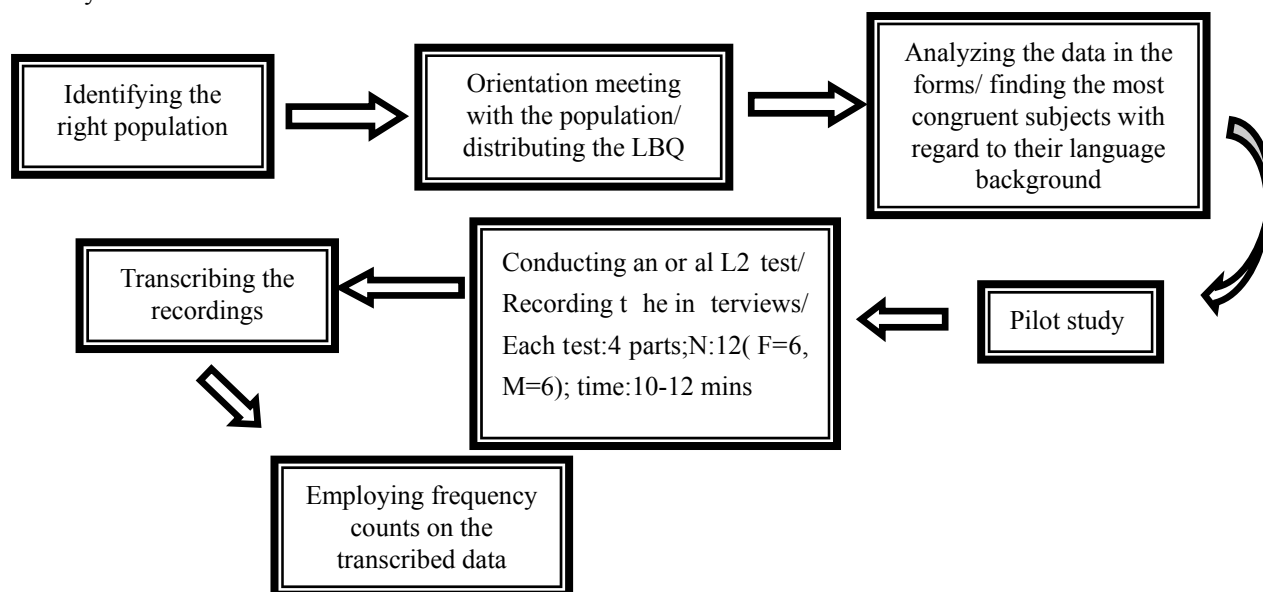 Identifying the
right population
Orientation meeting
with the population/
distributing the LBQ
Analyzing the data in the
forms/ finding the most
congruent subjects with
regard to their language
background
Pilot study
Conducting an or al L2 test/
Recording t he in terviews/
Each test:4 parts;N:12( F=6,
M=6); time:10-12 mins
Transcribing the
recordings
Employing frequency
counts on the
transcribed data